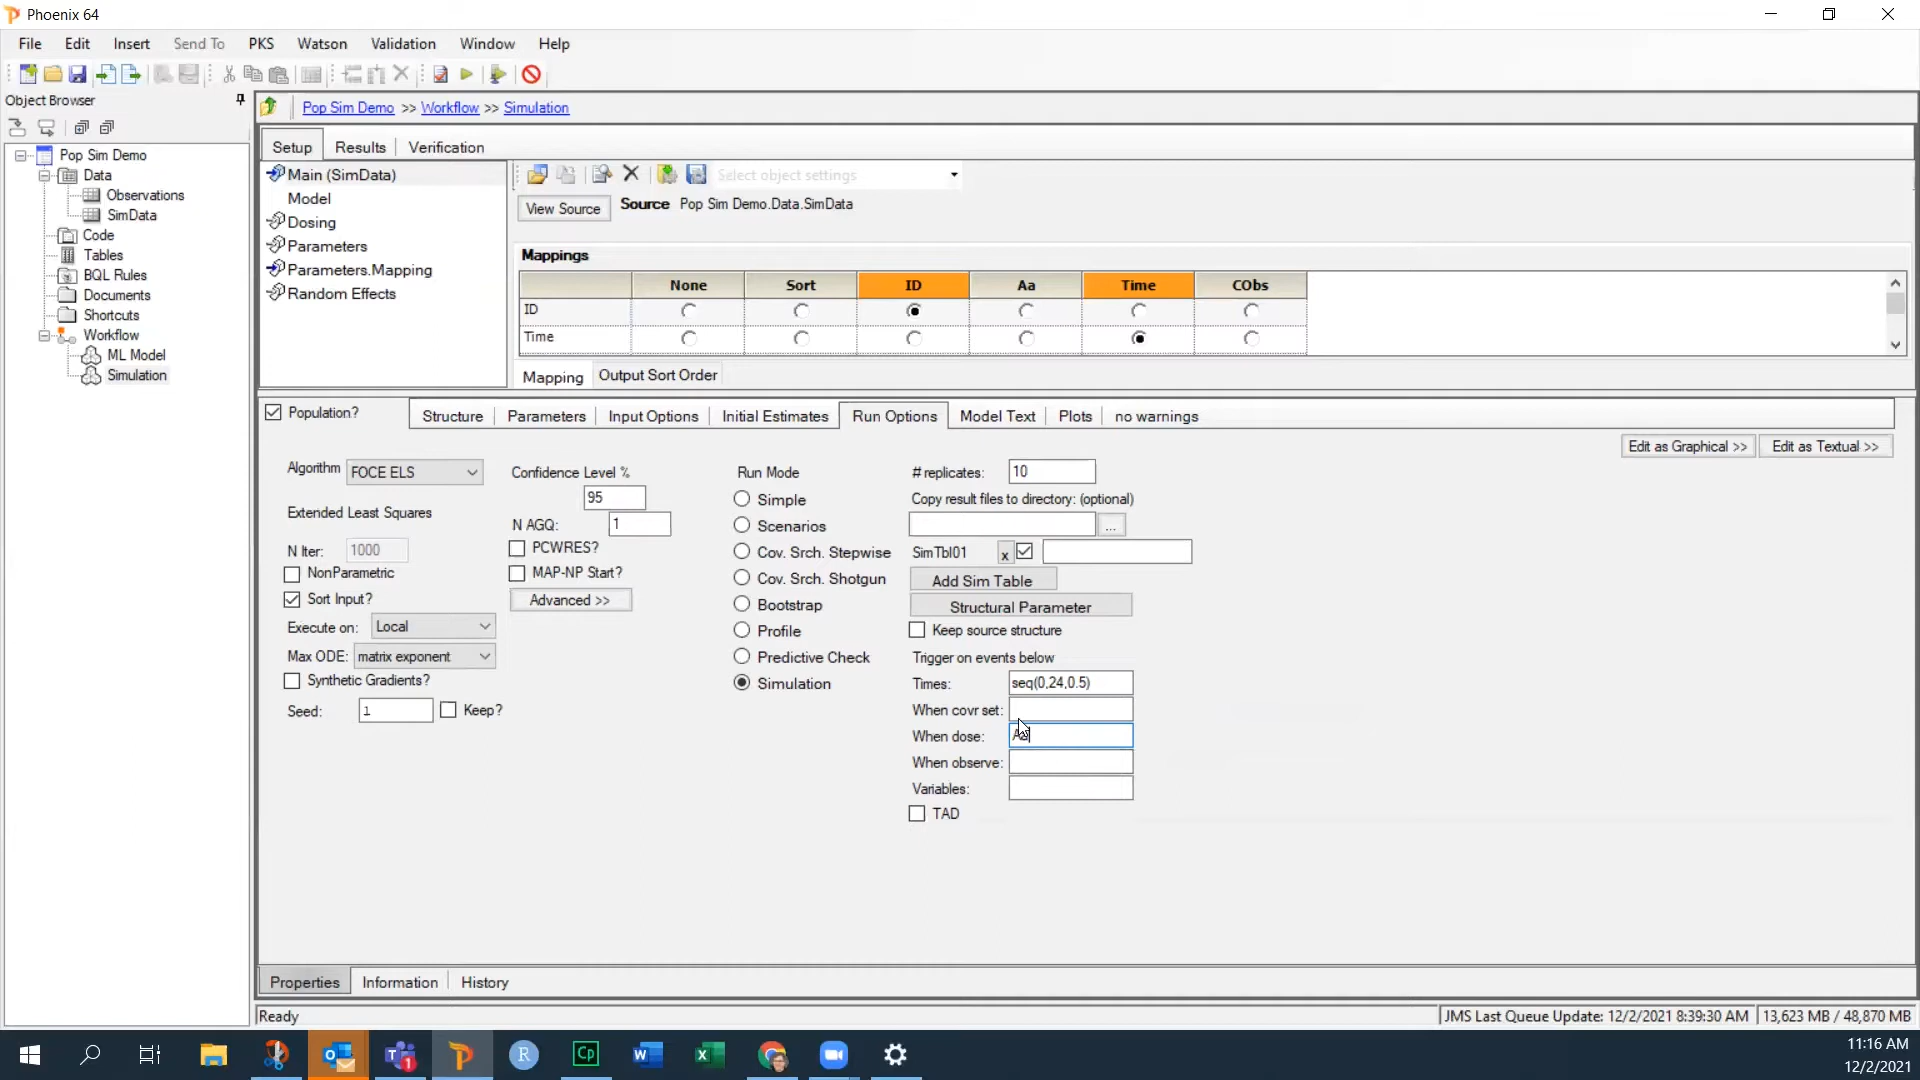 Phoenix 64
File Edit Insert Send To PKS Watson Validation Window Help
Object Browser
Pop Sim Demo >> Workflow >> Simulation
Pop Sim Demo
Data
Observations
SimData
Code
Tables
BQL Rules
Documents
Shortcuts
Workflow
ML Model
Simulation
Setup Results Verification
Main (SimData)
Model
Dosing
Parameters
Parameters.Mapping
Random Effects
Select object settings
View Source Source Pop Sim Demo.Data.SimData
Mappings
None Sort ID Aa Time CObs
ID
Time
Mapping Output Sort Order
Population? Structure Parameters Input Options Initial Estimates Run Options Model Text Plots no warnings
Edit as Graphical >> Edit as Textual >>
Algorithm FOCE ELS
Extended Least Squares
N Iter: 1000
NonParametric
Sort Input?
Execute on: Local
Max ODE: matrix exponent
Synthetic Gradients?
Seed: 1 Keep?
Confidence Level %
95
N AGQ: 1
PCWRES?
MAP-NP Start?
Advanced >>
Run Mode
Simple
Scenarios
Cov. Srch. Stepwise
Cov. Srch. Shotgun
Bootstrap
Profile
Predictive Check
Simulation
# replicates: 10
Copy result files to directory: (optional)
...
SimTbl01 x
Add Sim Table
Structural Parameter
Keep source structure
Trigger on events below
Times: seq(0,24,0.5)
When covr set:
When dose: Aa
When observe:
Variables:
TAD
Properties Information History
Ready JMS Last Queue Update: 12/2/2021 8:39:30 AM 13,623 MB / 48,870 MB
11:16 AM
12/2/2021